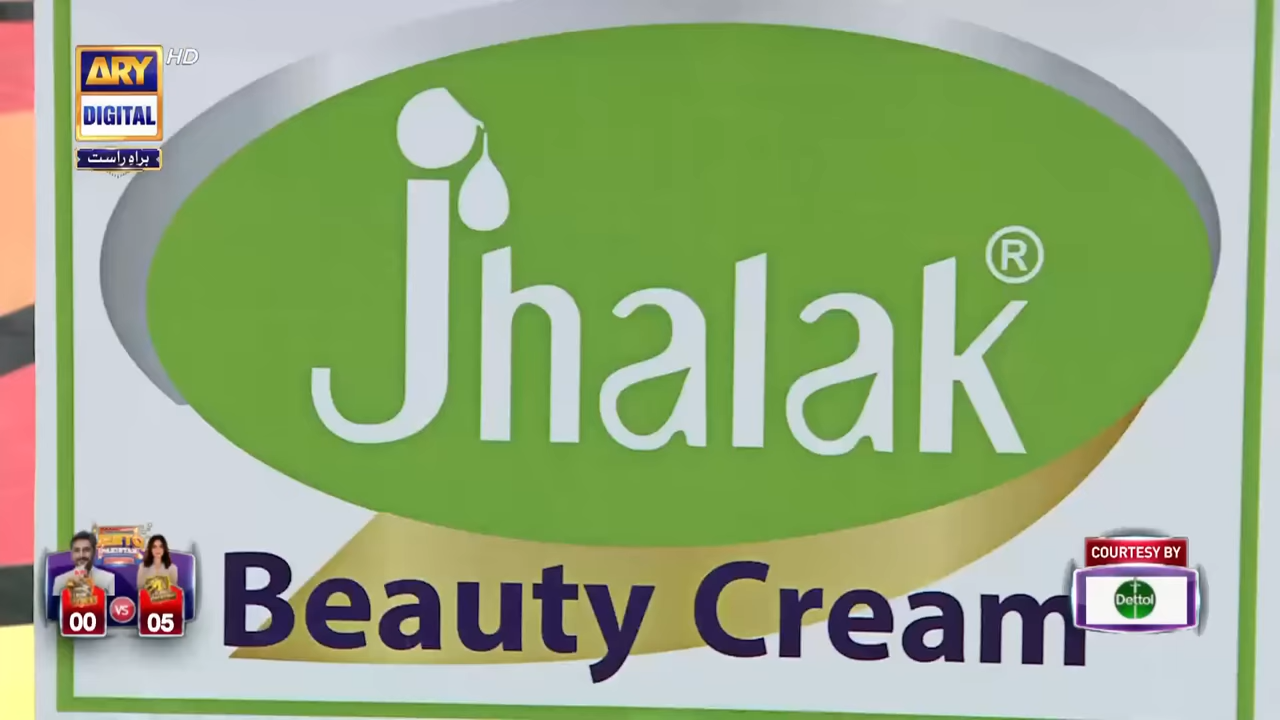 ARY
HD
DIGITAL
براہِ راست
Jhalak®
Beauty Cream
00 VS 05
COURTESY BY
Dettol